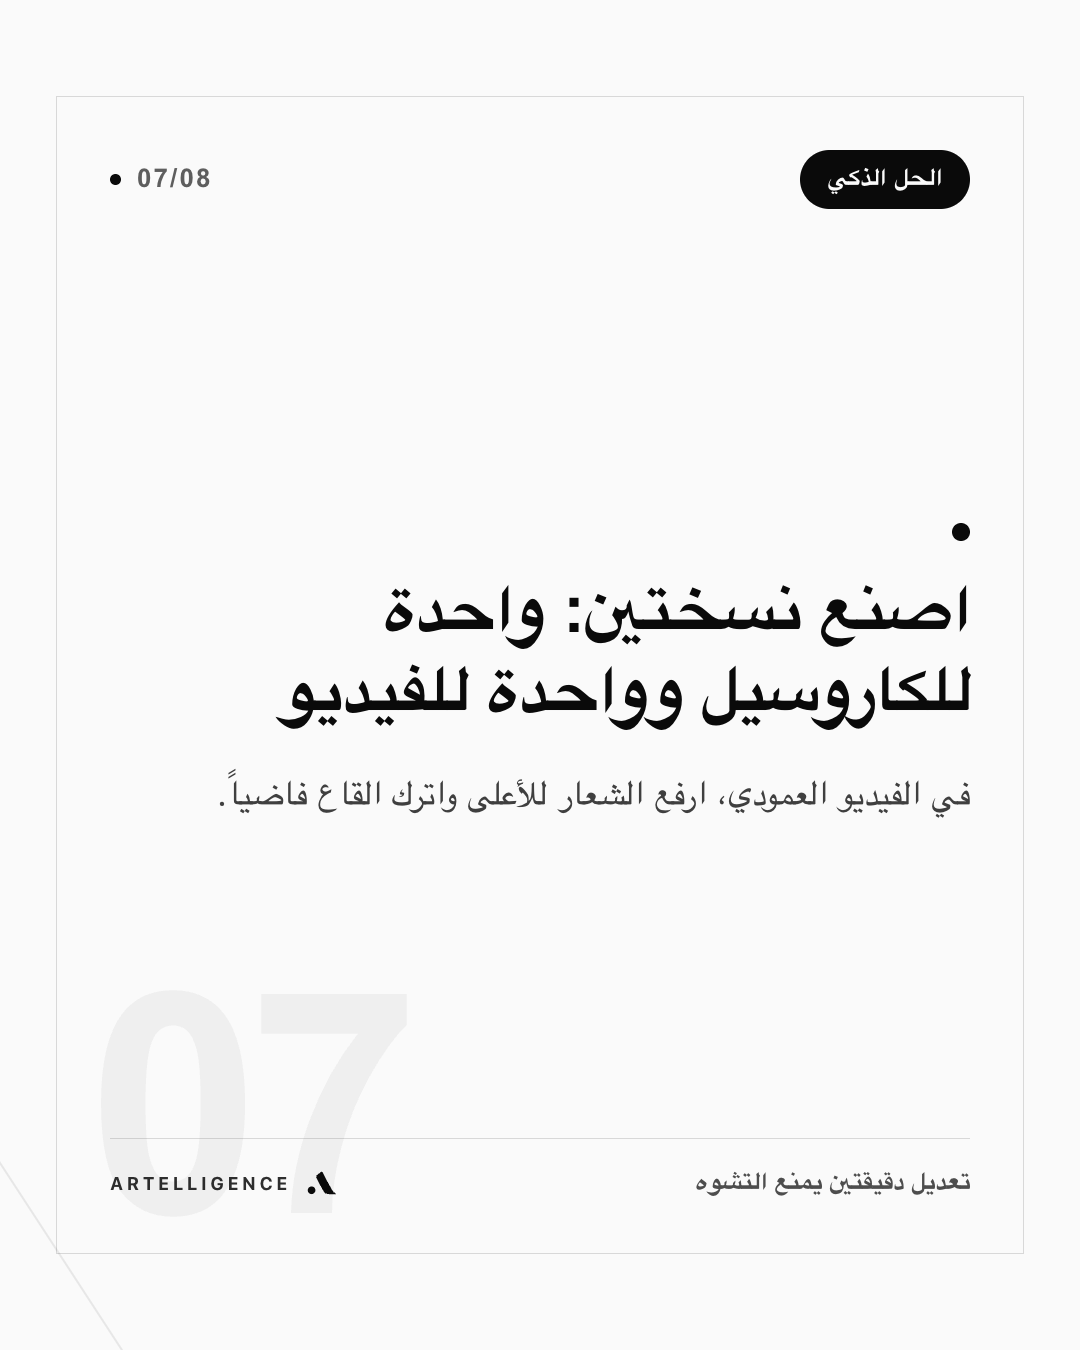 الحل الذكي
07/08
اصنع نسختين: واحدة
للكاروسيل وواحدة للفيديو
في الفيديو العمودي، ارفع الشعار للأعلى واترك القاع فاضياً.
07
تعديل دقيقتين يمنع التشوه
ARTELLIGENCE